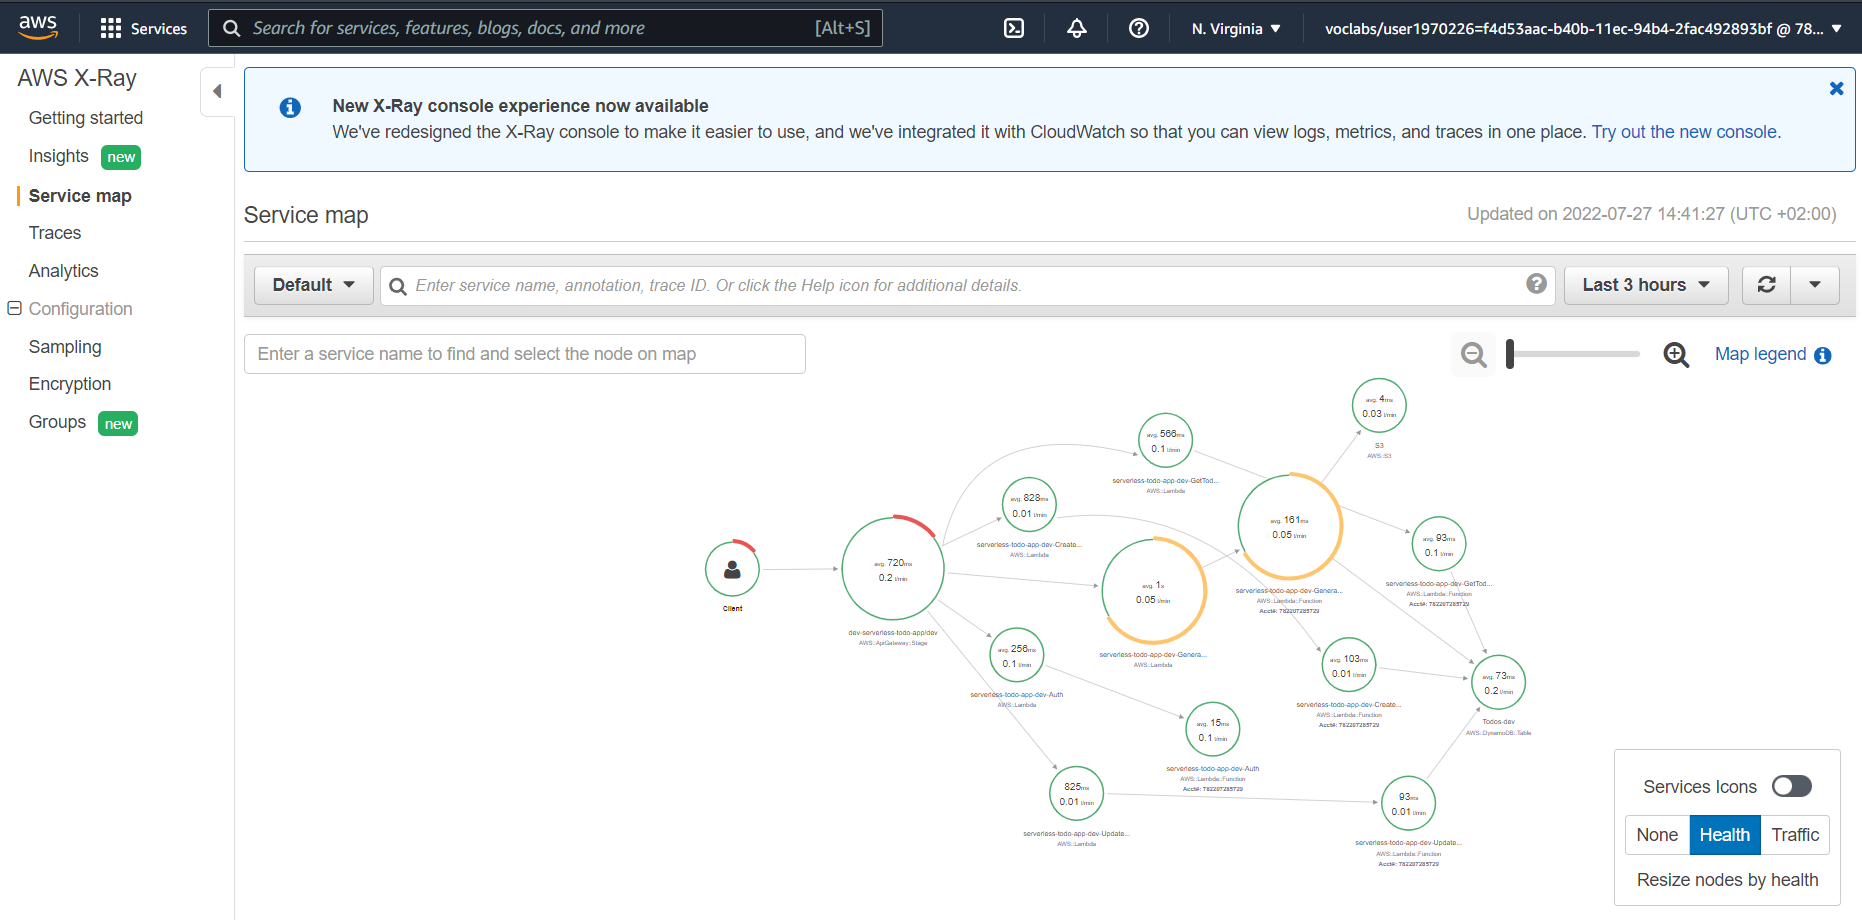 aws
Services
Search for services, features, blogs, docs, and more
[Alt+S]
N. Virginia
voclabs/user1970226=f4d53aac-b40b-11ec-94b4-2fac492893bf @ 78...
AWS X-Ray
Getting started
Insights new
Service map
Traces
Analytics
Configuration
Sampling
Encryption
Groups new
New X-Ray console experience now available
We've redesigned the X-Ray console to make it easier to use, and we've integrated it with CloudWatch so that you can view logs, metrics, and traces in one place. Try out the new console.
Service map
Updated on 2022-07-27 14:41:27 (UTC +02:00)
Default
Enter service name, annotation, trace ID. Or click the Help icon for additional details.
Last 3 hours
Enter a service name to find and select the node on map
Map legend
avg. 4ms
0.03 t/min
S3
AWS::S3
avg. 566ms
0.1 t/min
serverless-todo-app-dev-GetTod...
AWS::Lambda
avg. 828ms
0.01 t/min
serverless-todo-app-dev-Create...
AWS::Lambda
avg. 161ms
0.05 t/min
serverless-todo-app-dev-Genera...
AWS::Lambda::Function
Acct#: 782207285729
avg. 93ms
0.1 t/min
serverless-todo-app-dev-GetTod...
AWS::Lambda::Function
Acct#: 782207285729
Client
avg. 720ms
0.2 t/min
dev-serverless-todo-app/dev
AWS::ApiGateway::Stage
avg. 1s
0.05 t/min
serverless-todo-app-dev-Genera...
AWS::Lambda
avg. 256ms
0.1 t/min
serverless-todo-app-dev-Auth
AWS::Lambda
avg. 103ms
0.01 t/min
serverless-todo-app-dev-Create...
AWS::Lambda::Function
Acct#: 782207285729
avg. 73ms
0.2 t/min
Todos-dev
AWS::DynamoDB::Table
avg. 15ms
0.1 t/min
serverless-todo-app-dev-Auth
AWS::Lambda::Function
Acct#: 782207285729
825ms
0.01 t/min
serverless-todo-app-dev-Update...
AWS::Lambda
93ms
0.01 t/min
serverless-todo-app-dev-Update...
AWS::Lambda::Function
Acct#: 782207285729
Services Icons
None Health Traffic
Resize nodes by health